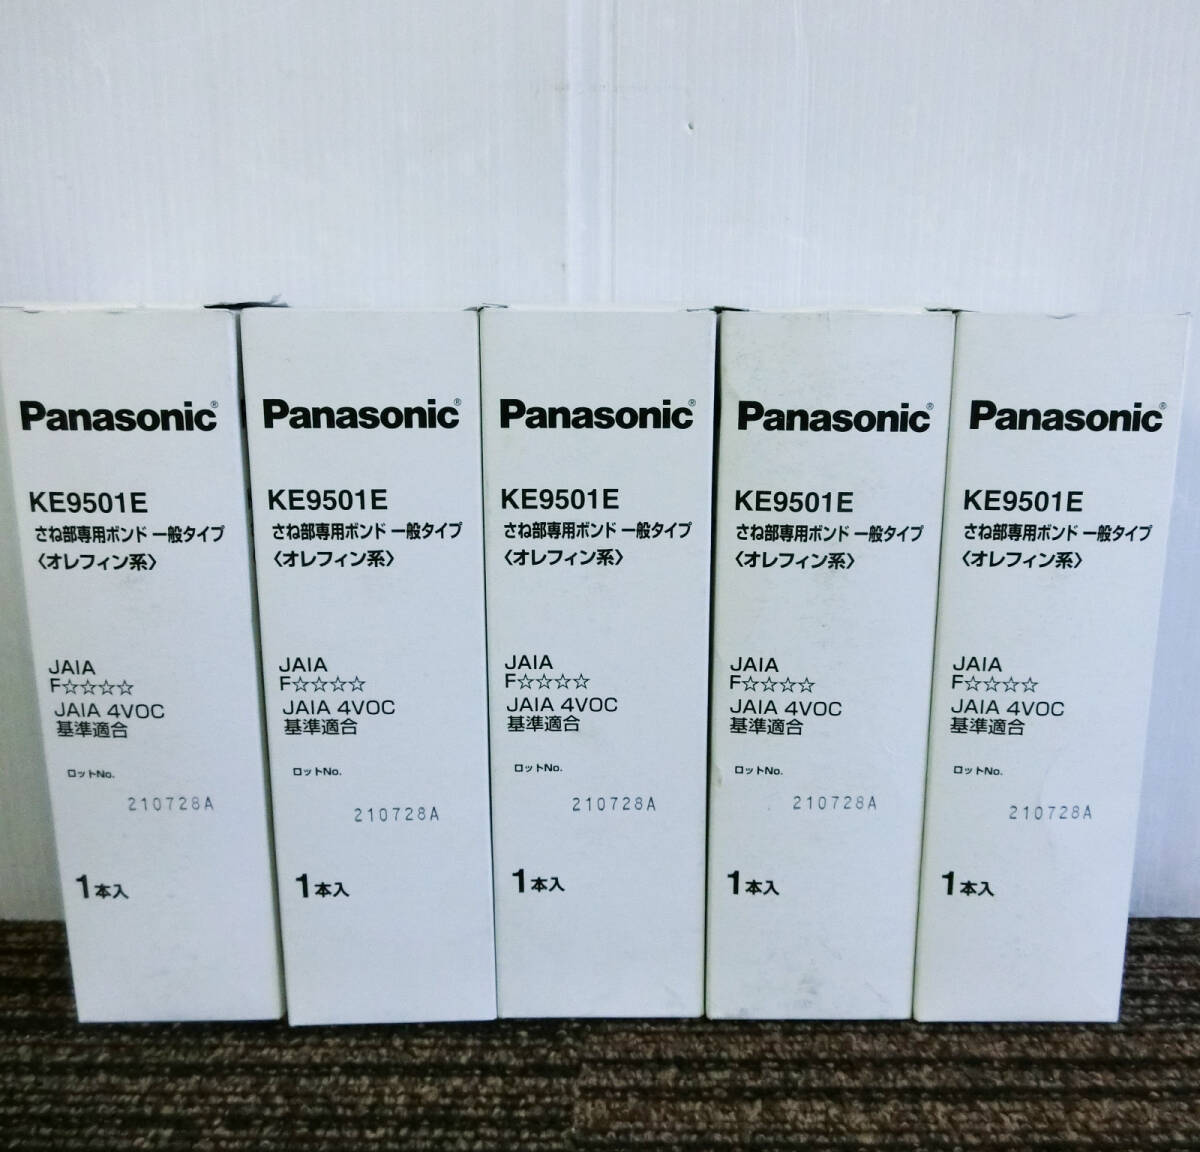 Panasonic®
KE9501E
さね部専用ボンド 一般タイプ
〈オレフィン系〉
JAIA
F☆☆☆☆
JAIA 4VOC
基準適合
ロットNo.
210728A
1本入
Panasonic®
KE9501E
さね部専用ボンド 一般タイプ
〈オレフィン系〉
JAIA
F☆☆☆☆
JAIA 4VOC
基準適合
ロットNo.
210728A
1本入
Panasonic®
KE9501E
さね部専用ボンド 一般タイプ
〈オレフィン系〉
JAIA
F☆☆☆☆
JAIA 4VOC
基準適合
ロットNo.
210728A
1本入
Panasonic®
KE9501E
さね部専用ボンド 一般タイプ
〈オレフィン系〉
JAIA
F☆☆☆☆
JAIA 4VOC
基準適合
ロットNo.
210728A
1本入
Panasonic®
KE9501E
さね部専用ボンド 一般タイプ
〈オレフィン系〉
JAIA
F☆☆☆☆
JAIA 4VOC
基準適合
ロットNo.
210728A
1本入